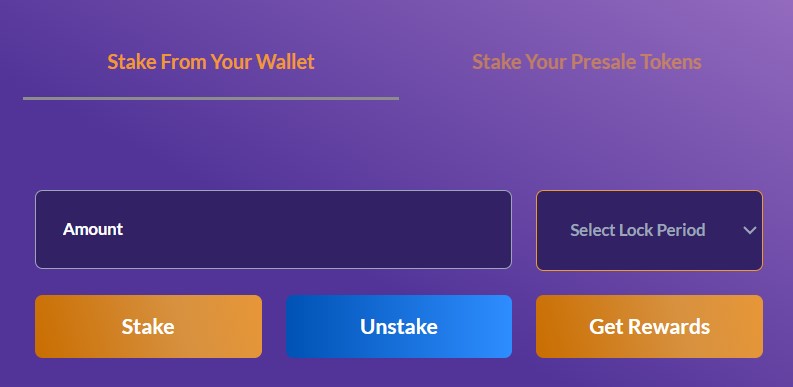 Stake From Your Wallet
Stake Your Presale Tokens
Amount
Select Lock Period
Stake
Unstake
Get Rewards